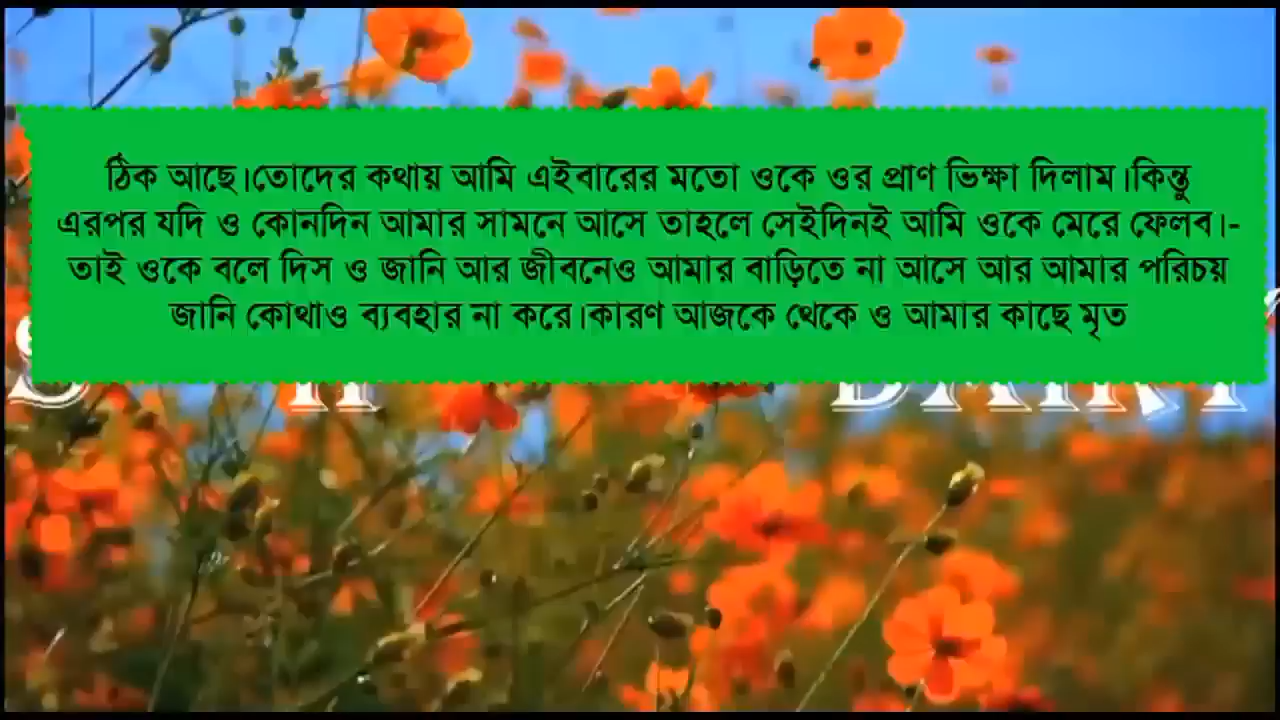 ঠিক আছে।তোদের কথায় আমি এইবারের মতো ওকে ওর প্রাণ ভিক্ষা দিলাম।কিন্তু
এরপর যদি ও কোনদিন আমার সামনে আসে তাহলে সেইদিনই আমি ওকে মেরে ফেলব।-
তাই ওকে বলে দিস ও জানি আর জীবনেও আমার বাড়িতে না আসে আর আমার পরিচয়
জানি কোথাও ব্যবহার না করে।কারণ আজকে থেকে ও আমার কাছে মৃত